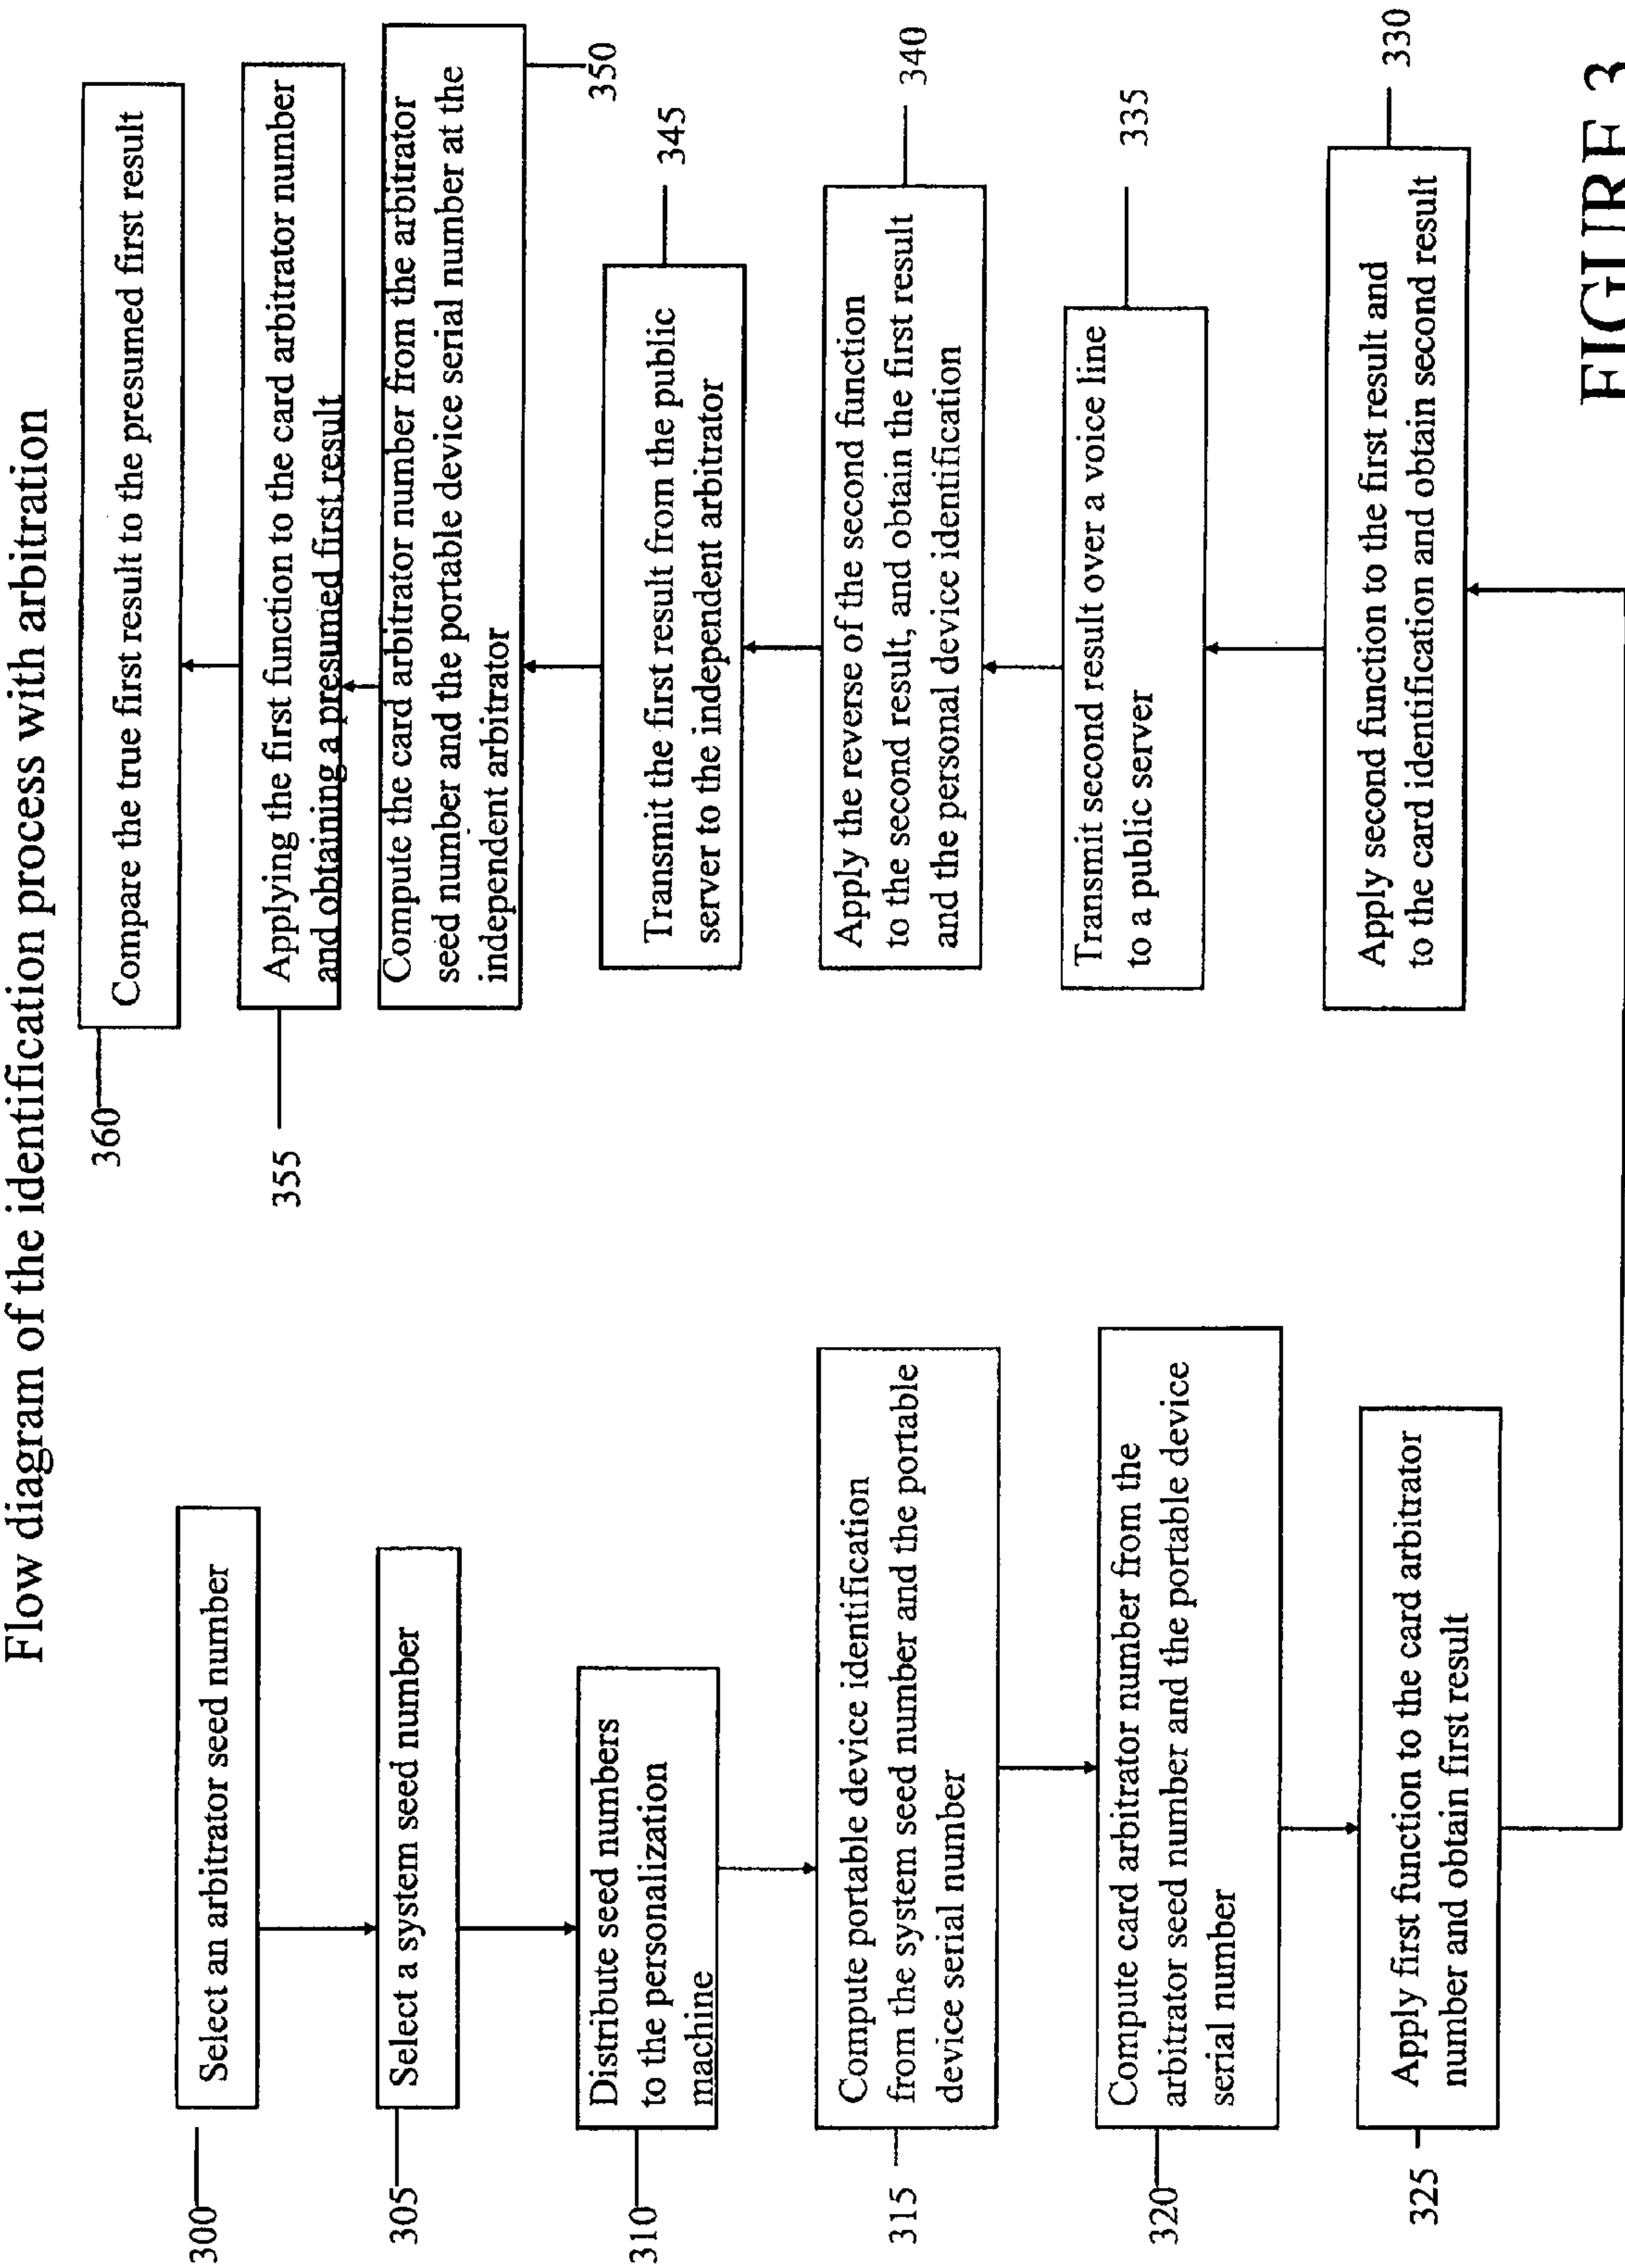 Flow diagram of the identification process with arbitration
300
Select an arbitrator seed number
305
Select a system seed number
310
Distribute seed numbers
to the personalization
machine
315
Compute portable device identification
from the system seed number and the portable
device serial number
320
Compute card arbitrator number from the
arbitrator seed number and the portable device
serial number
325
Apply first function to the card arbitrator
number and obtain first result
360
Compare the true first result to the presumed first result
355
Applying the first function to the card arbitrator number
and obtaining a presumed first result
Compute the card arbitrator number from the arbitrator
seed number and the portable device serial number at the
independent arbitrator
350
Transmit the first result from the public
server to the independent arbitrator
345
Apply the reverse of the second function
to the second result, and obtain the first result
and the personal device identification
340
Transmit second result over a voice line
to a public server
335
Apply second function to the first result and
to the card identification and obtain second result
330
FIGURE 3